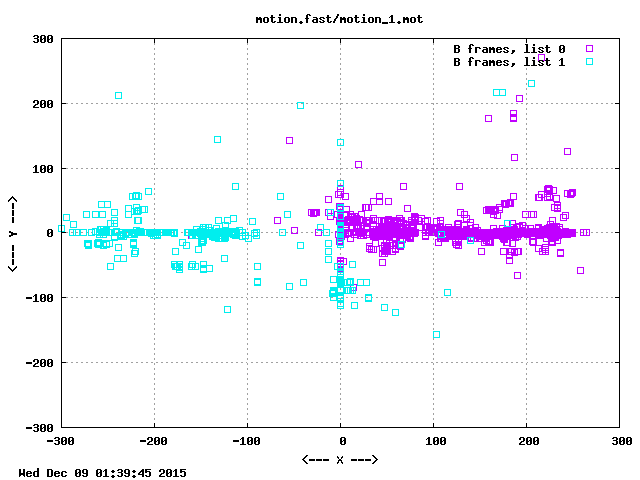 motion.fast/motion_1.mot
B frames, list 0
B frames, list 1
300
200
100
0
-100
-200
-300
<--- Y --->
-300 -200 -100 0 100 200 300
<--- X --->
Wed Dec 09 01:39:45 2015